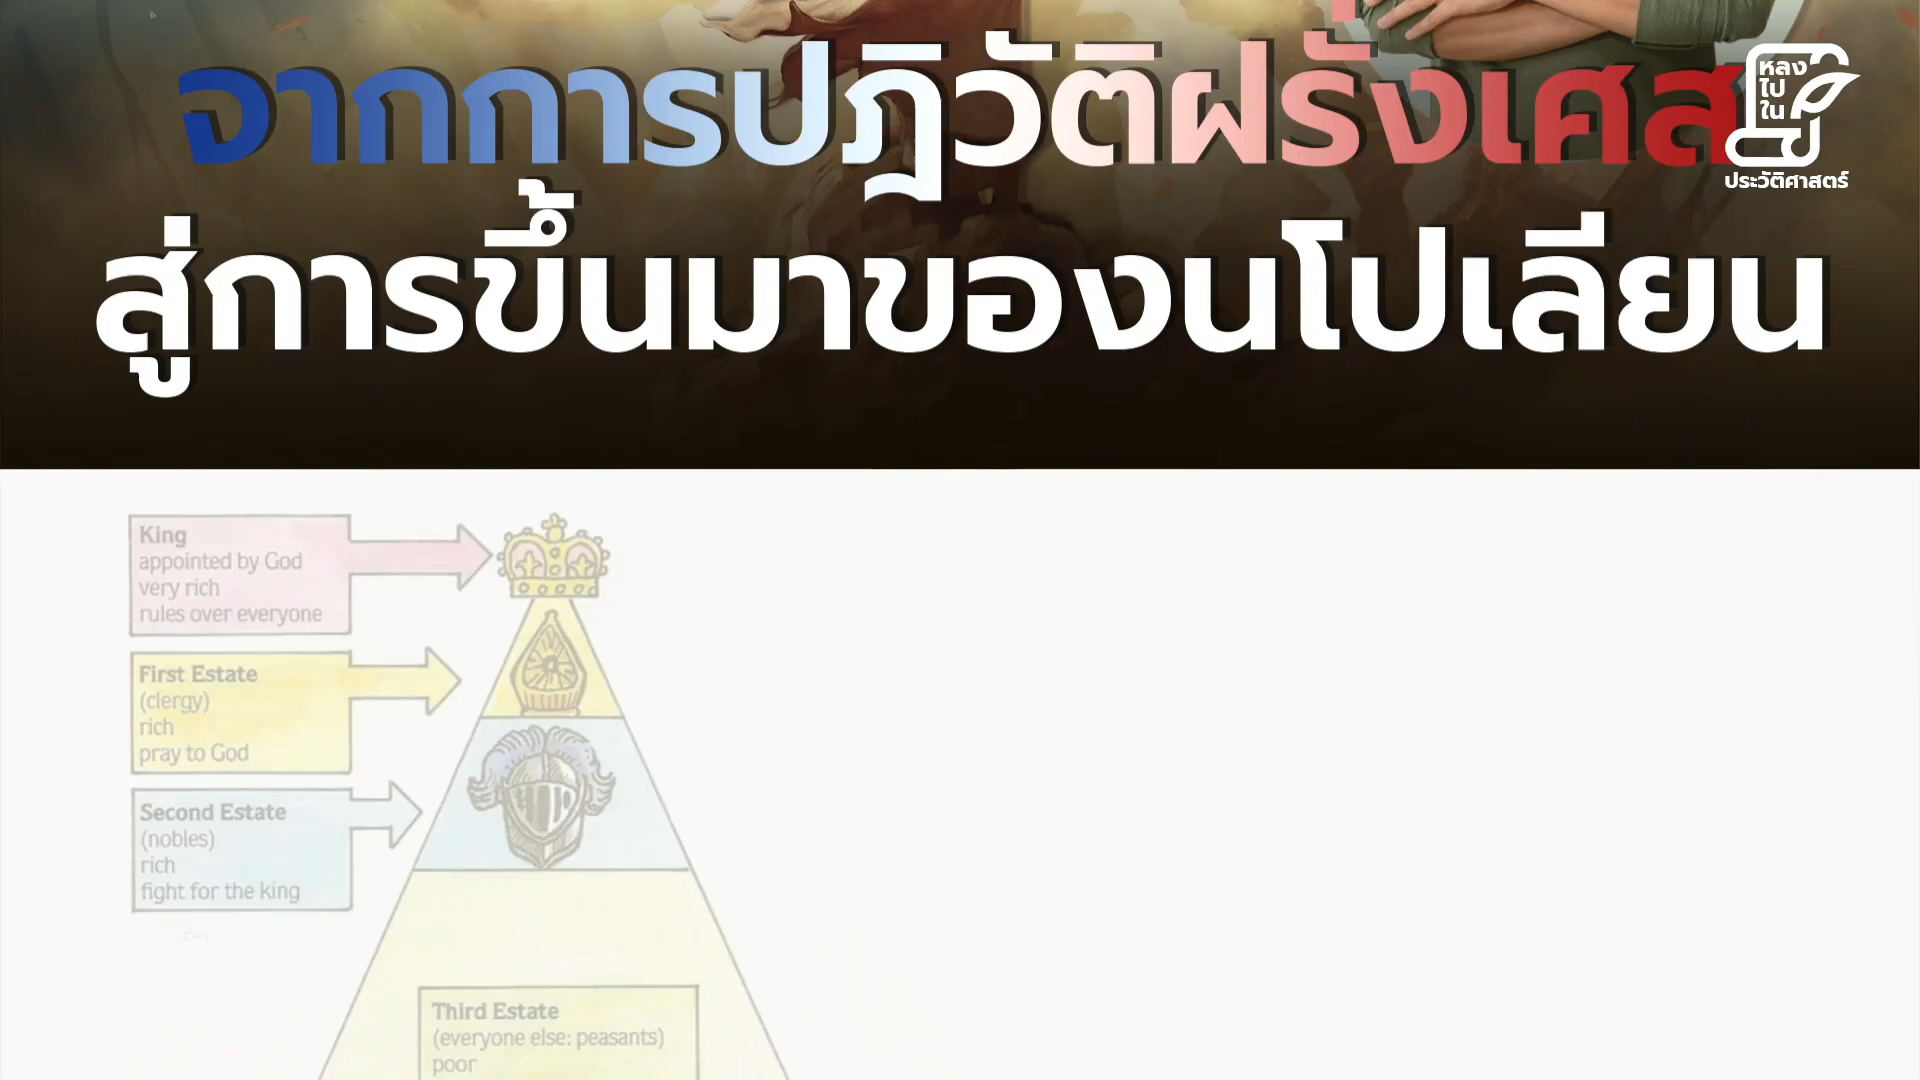 จากการปฏิวัติฝรั่งเศส
หลง
ไป
ใน
ประวัติศาสตร์
สู่การขึ้นมาของนโปเลียน
King
appointed by God
very rich
rules over everyone
First Estate
(clergy)
rich
pray to God
Second Estate
(nobles)
rich
fight for the king
Third Estate
(everyone else: peasants)
poor